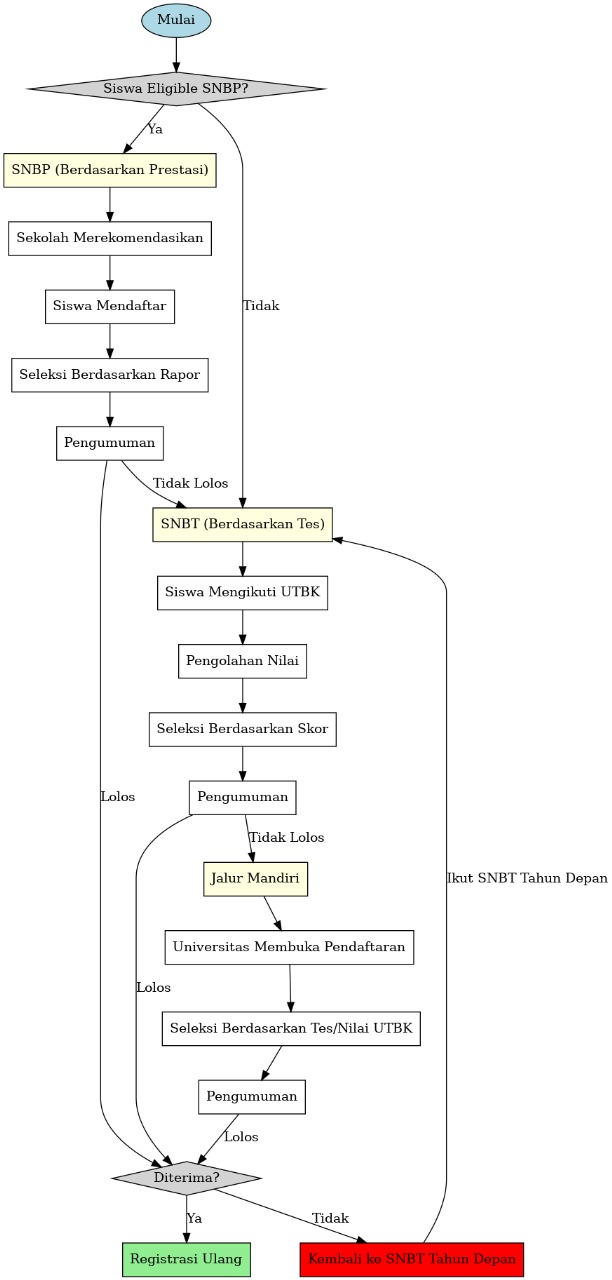 Mulai
Siswa Eligible SNBP?
Ya
SNBP (Berdasarkan Prestasi)
Sekolah Merekomendasikan
Siswa Mendaftar
Tidak
Seleksi Berdasarkan Rapor
Pengumuman
Tidak Lolos
SNBT (Berdasarkan Tes)
Siswa Mengikuti UTBK
Pengolahan Nilai
Seleksi Berdasarkan Skor
Pengumuman
Lolos
Tidak Lolos
Jalur Mandiri
Ikut SNBT Tahun Depan
Universitas Membuka Pendaftaran
Lolos
Seleksi Berdasarkan Tes/Nilai UTBK
Pengumuman
Lolos
Diterima?
Ya
Tidak
Registrasi Ulang
Kembali ke SNBT Tahun Depan